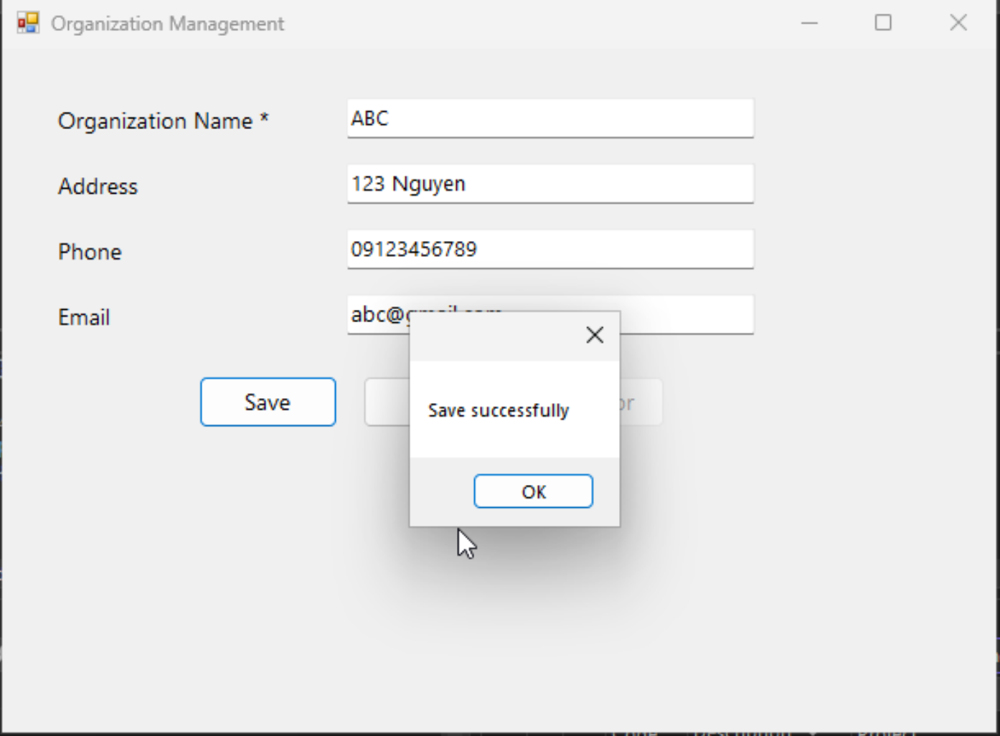 Organization Management
Organization Name *
ABC
Address
123 Nguyen
Phone
09123456789
Email
Save
Save successfully
OK